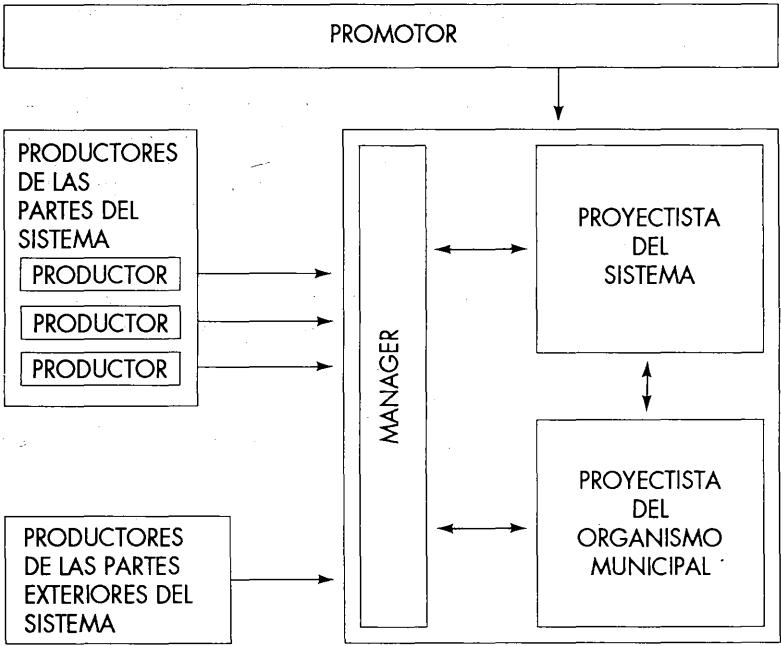 PROMOTOR
PRODUCTORES
DE LAS
PARTES DEL
SISTEMA
PRODUCTOR
PRODUCTOR
PRODUCTOR
PRODUCTORES
DE LAS PARTES
EXTERIORES DEL
SISTEMA
MANAGER
PROYECTISTA
DEL
SISTEMA
PROYECTISTA
DEL
ORGANISMO
MUNICIPAL